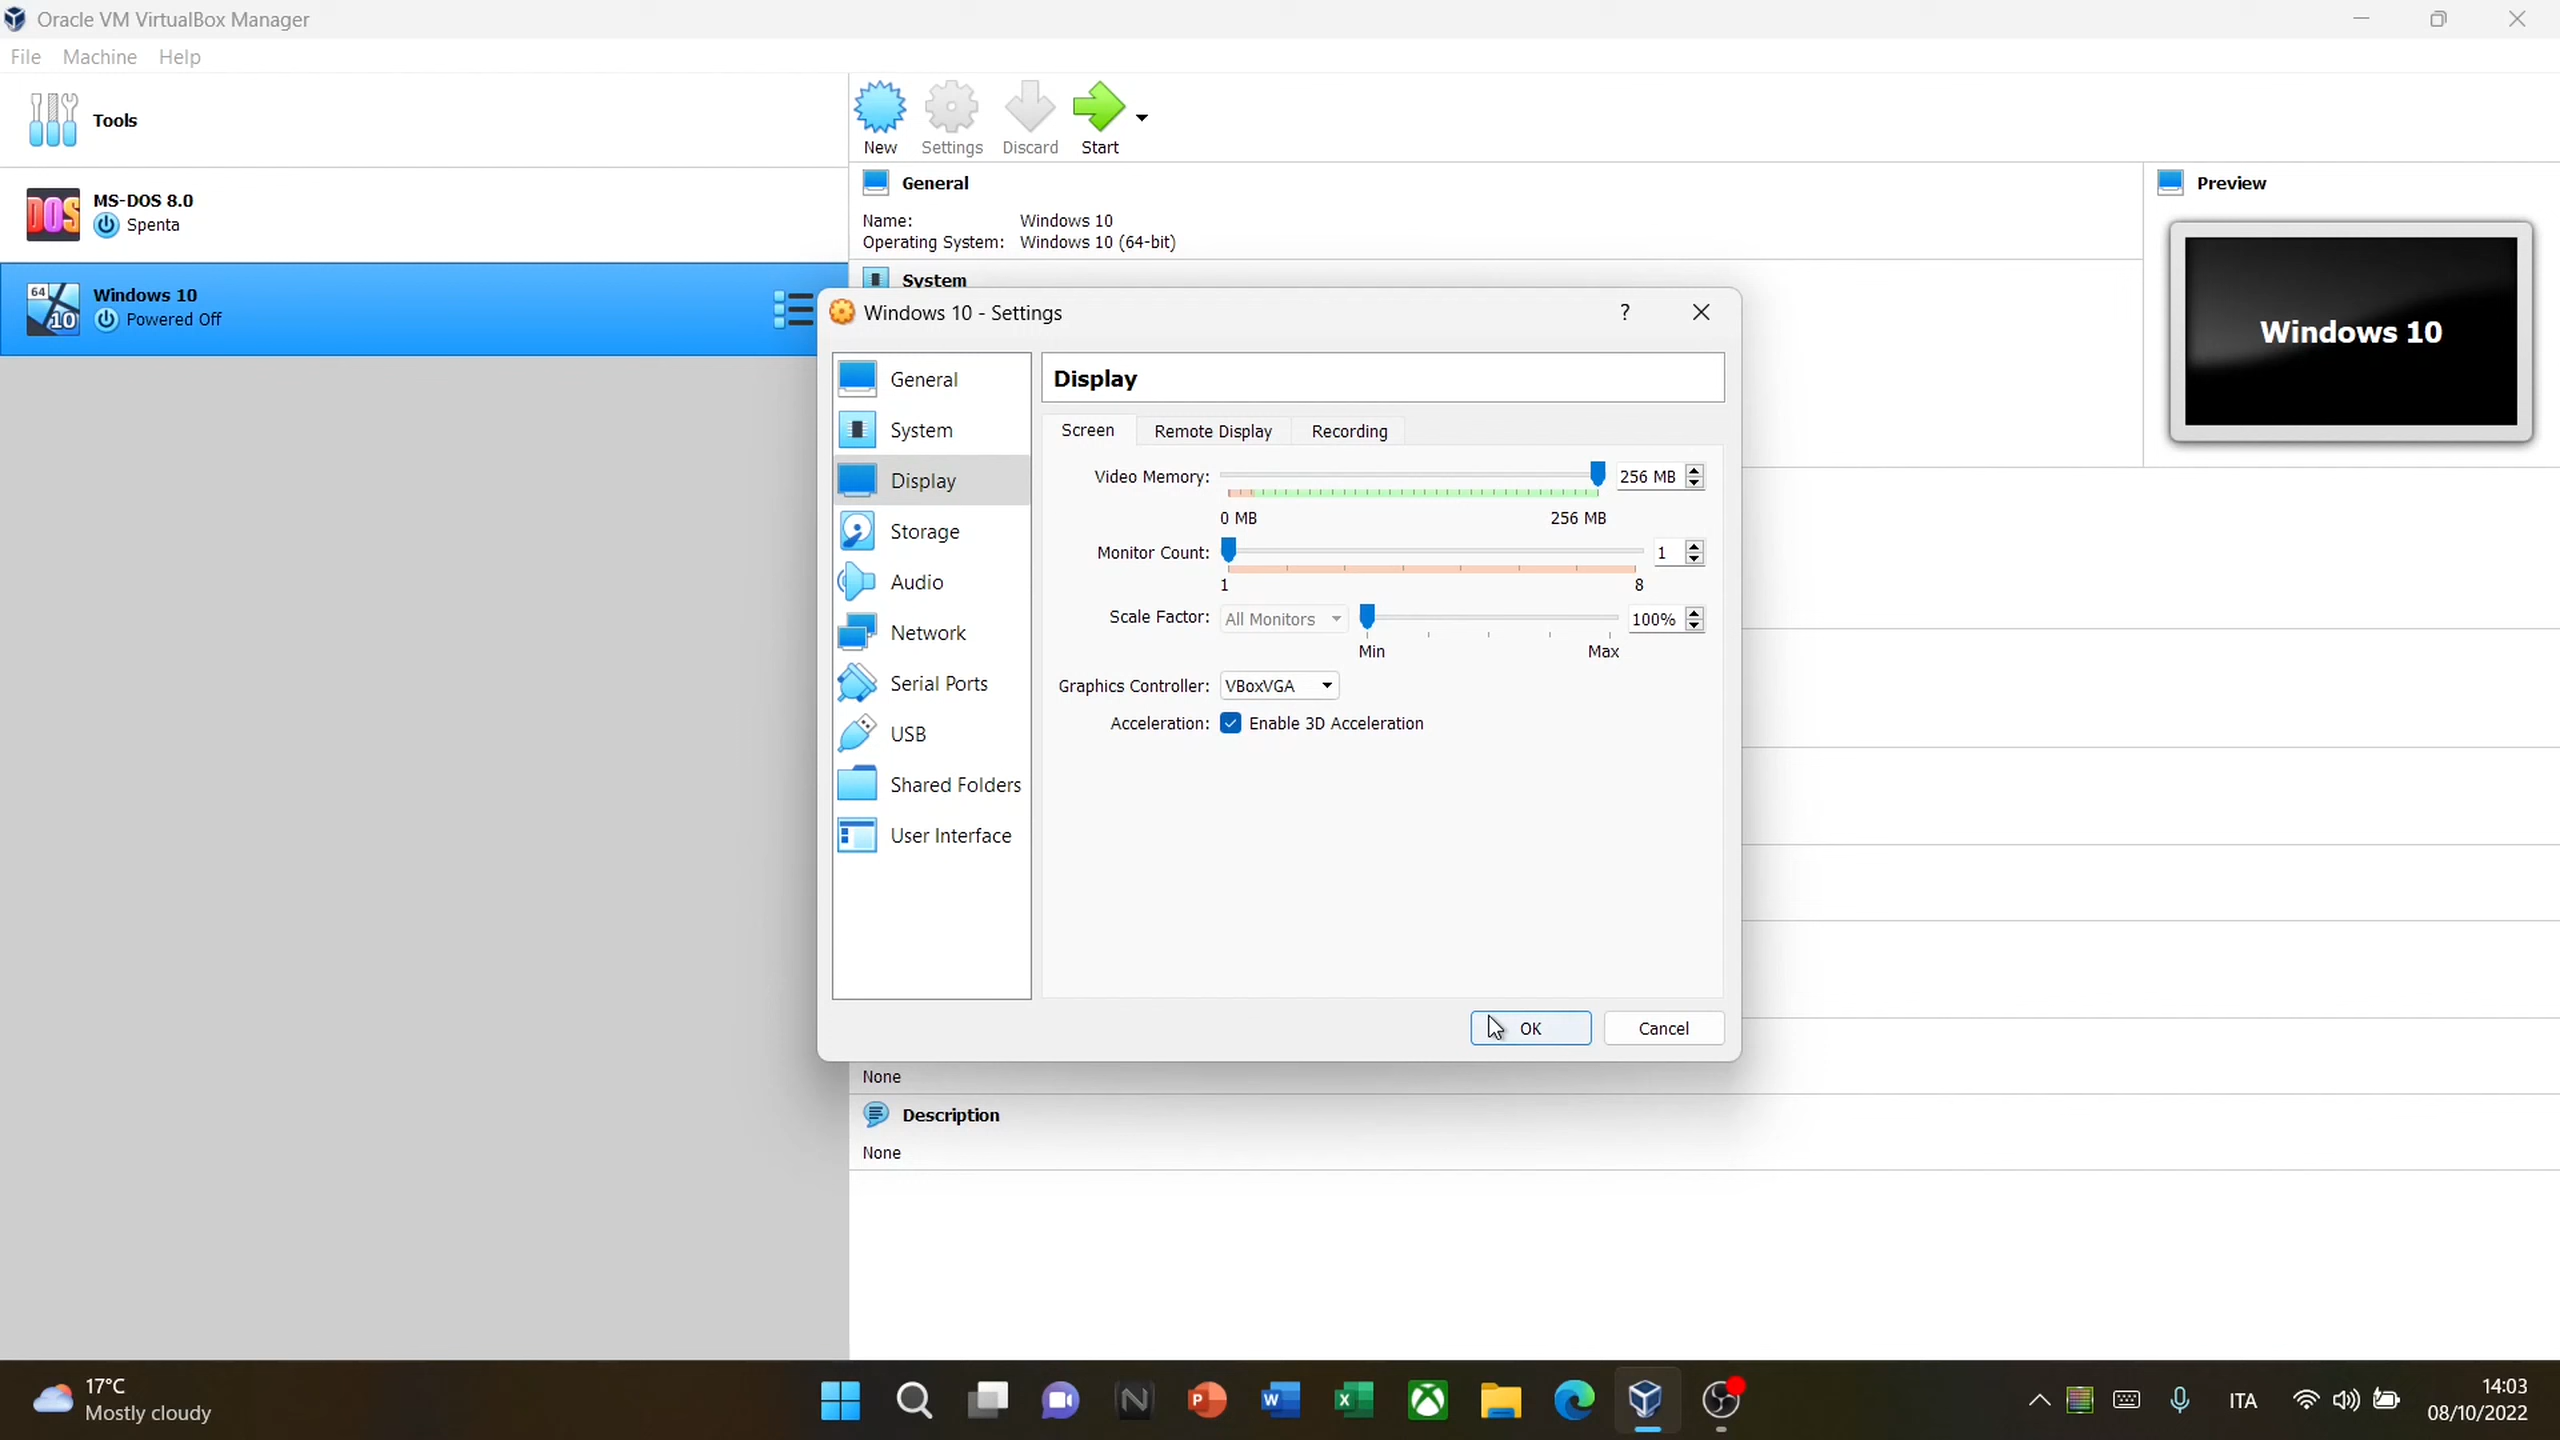 Oracle VM VirtualBox Manager
File Machine Help
Tools
MS-DOS 8.0
Spenta
64
10
Windows 10
Powered Off
DOS
New Settings Discard Start
General
Name: Windows 10
Operating System: Windows 10 (64-bit)
System
Preview
Windows 10
Windows 10 - Settings
?
General
System
Display
Storage
Audio
Network
Serial Ports
USB
Shared Folders
User Interface
Display
Screen Remote Display Recording
Video Memory: 256 MB
0 MB 256 MB
Monitor Count: 1
1 8
Scale Factor: All Monitors 100%
Min Max
Graphics Controller: VBoxVGA
Acceleration: Enable 3D Acceleration
OK Cancel
None
Description
None
17°C
Mostly cloudy
N
P
W
X
ITA
14:03
08/10/2022